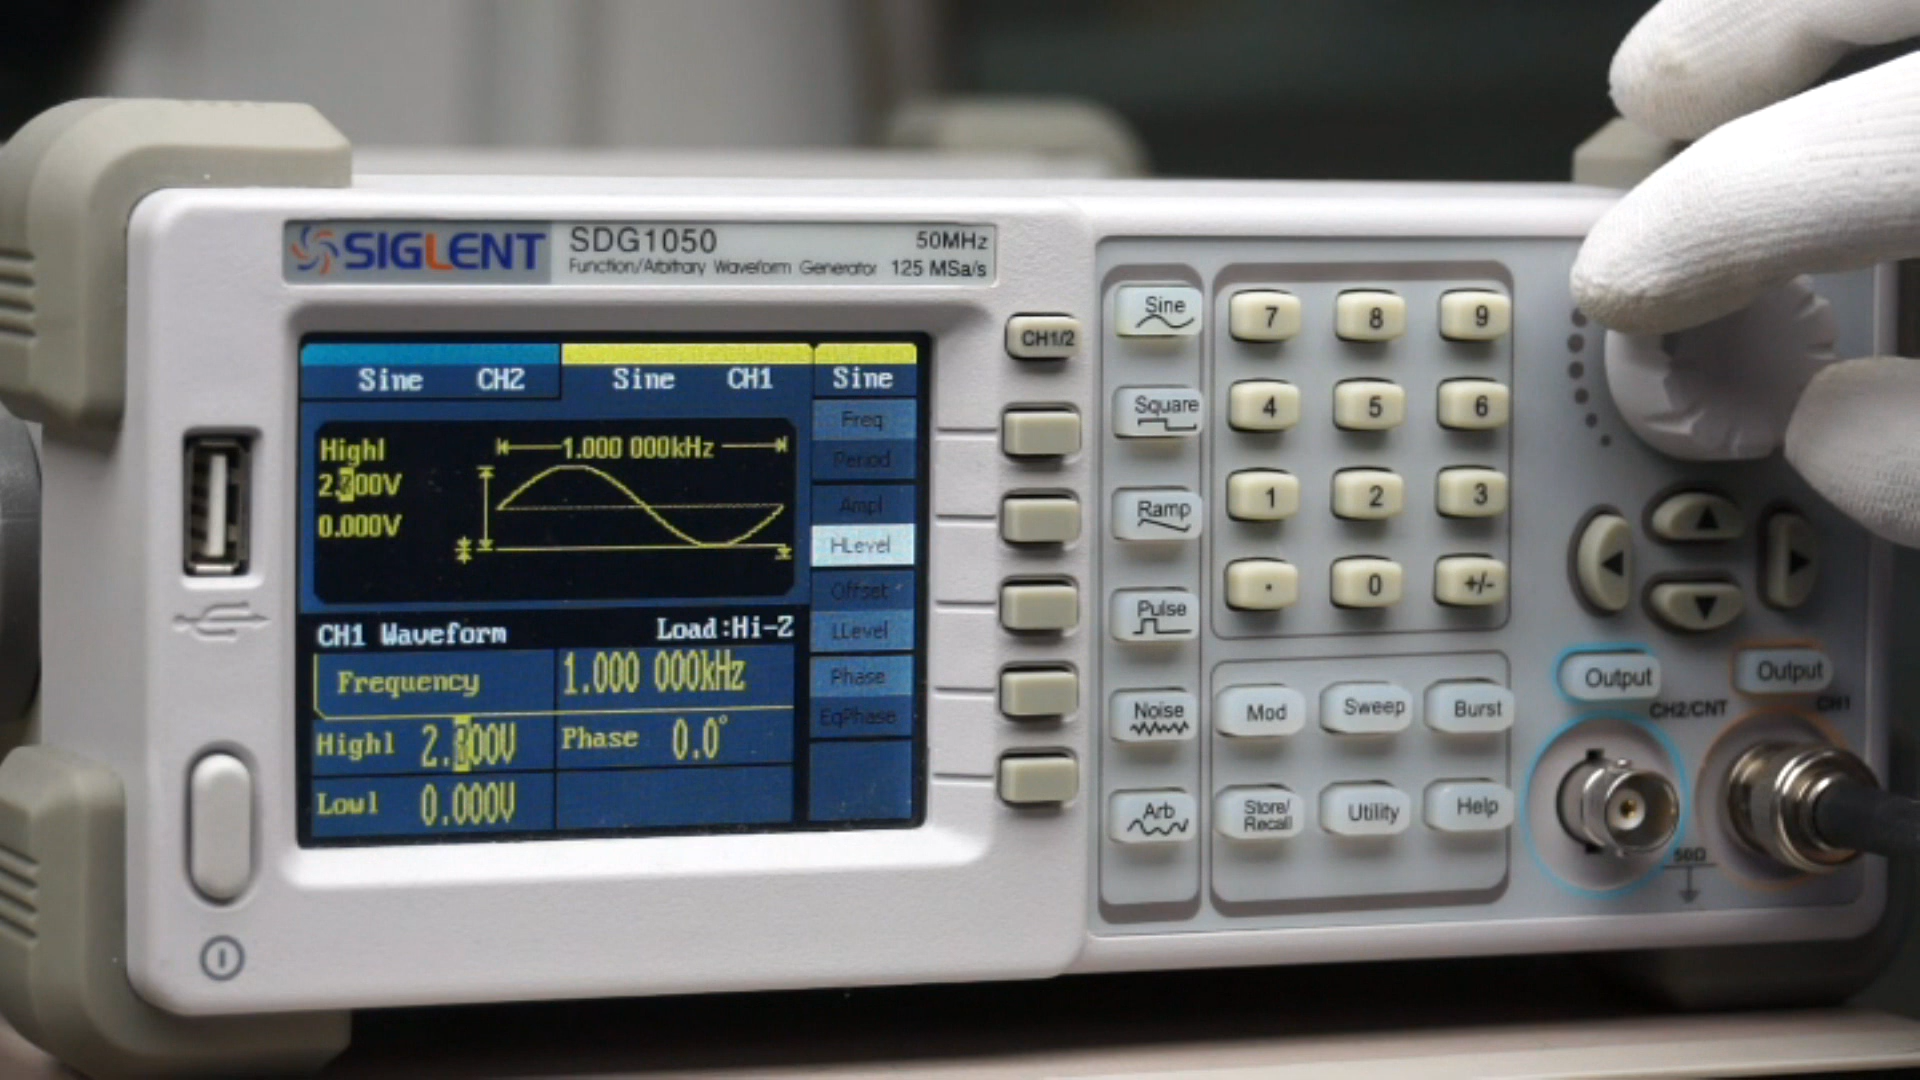 SIGLENT
SDG1050 50MHz
Function/Arbitrary Waveform Generator 125 MSa/s
CH1/2
Sine CH2
Sine CH1
Sine
Highl
1.000 000kHz
0.000V
Freq
Period
Ampl
HLevel
Offset
LLevel
Phase
EqPhase
CH1 Waveform Load:Hi-Z
Frequency 1.000 000kHz
Highl
Phase 0.0°
Lowl 0.000V
Sine
Square
Ramp
Pulse
Noise
Arb
7 8 9
4 5 6
1 2 3
. 0 +/-
Mod Sweep Burst
Store/
Recall
Utility Help
Output
CH2/CNT
Output
CH1
50Ω